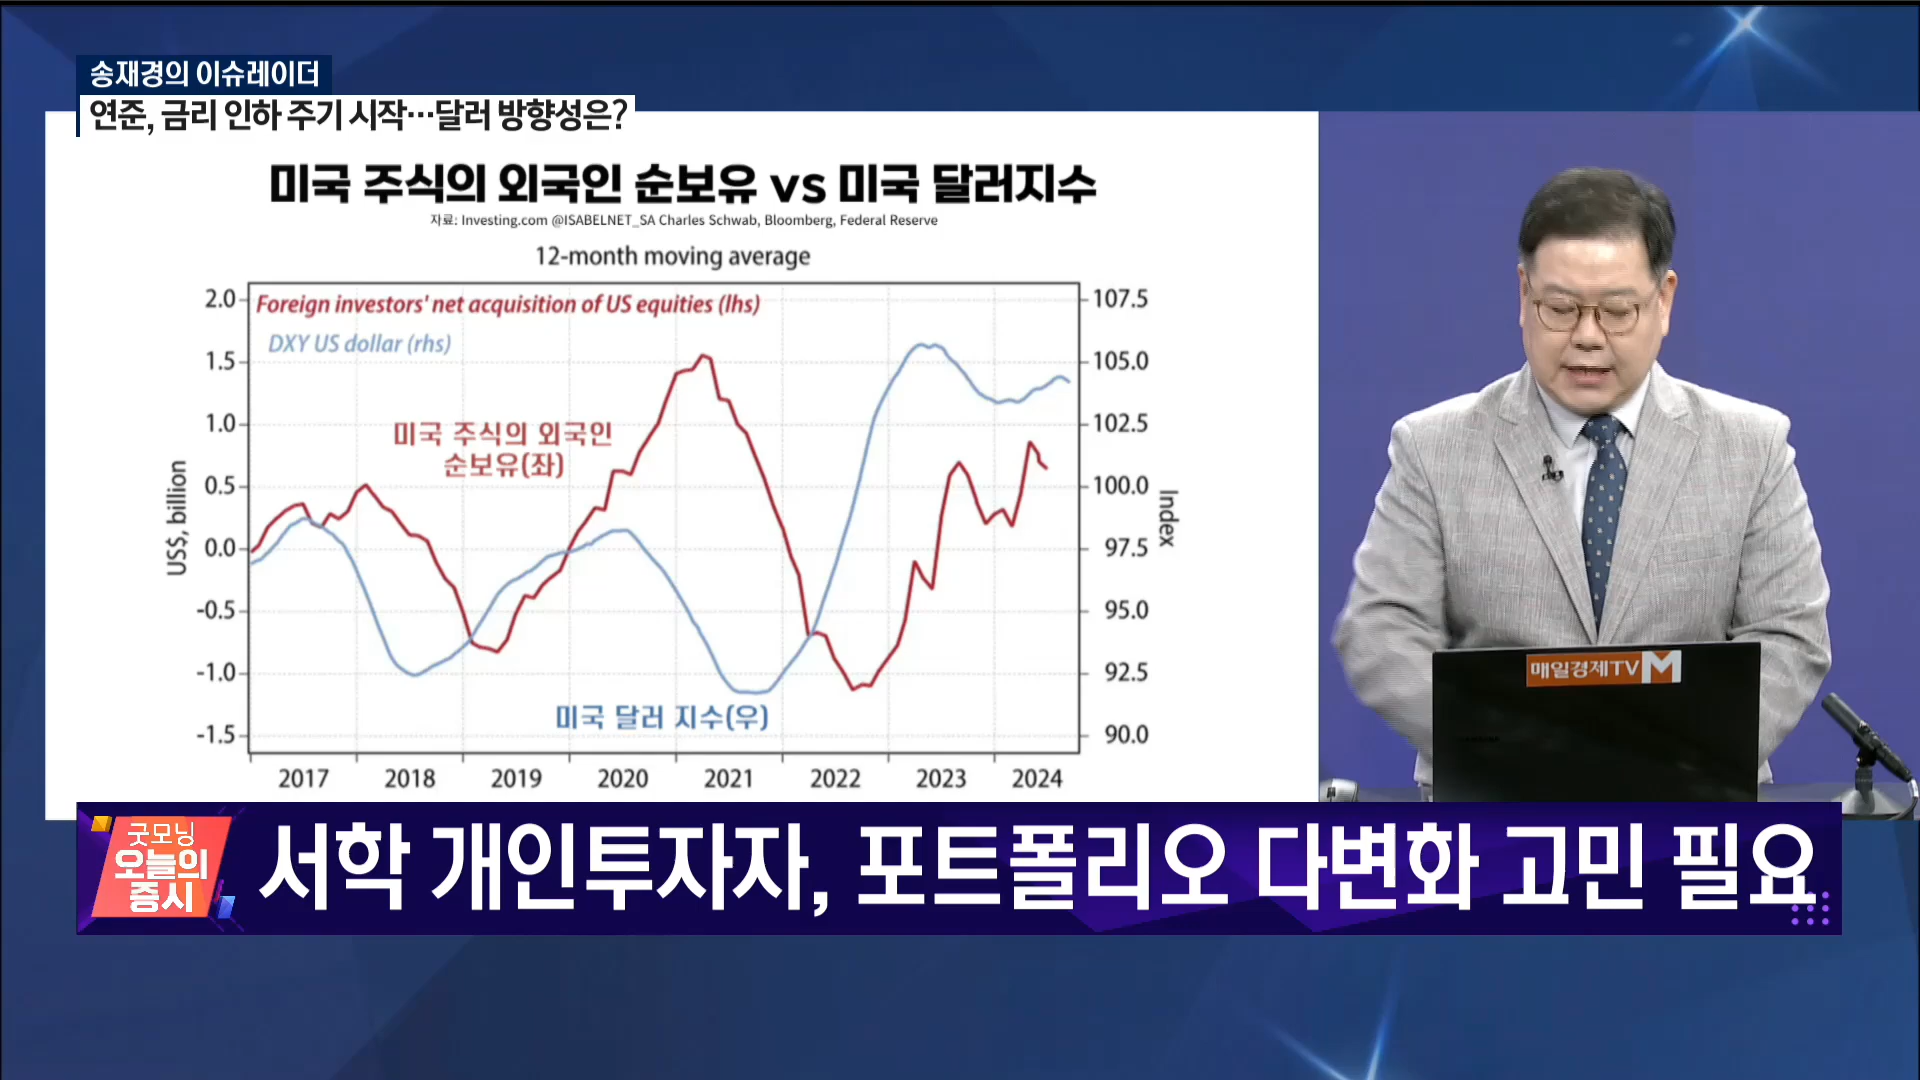 송재경의 이슈레이더
연준, 금리 인하 주기 시작…달러 방향성은?
미국 주식의 외국인 순보유 vs 미국 달러지수
자료: Investing.com @ISABELNET_SA Charles Schwab, Bloomberg, Federal Reserve
12-month moving average
Foreign investors' net acquisition of US equities (lhs)
DXY US dollar (rhs)
미국 주식의 외국인
순보유(좌)
미국 달러 지수(우)
US$, billion
2.0
1.5
1.0
0.5
0.0
-0.5
-1.0
-1.5
107.5
105.0
102.5
100.0
97.5
95.0
92.5
90.0
Index
2017 2018 2019 2020 2021 2022 2023 2024
매일경제TV M
굿모닝
오늘의
증시
서학 개인투자자, 포트폴리오 다변화 고민 필요